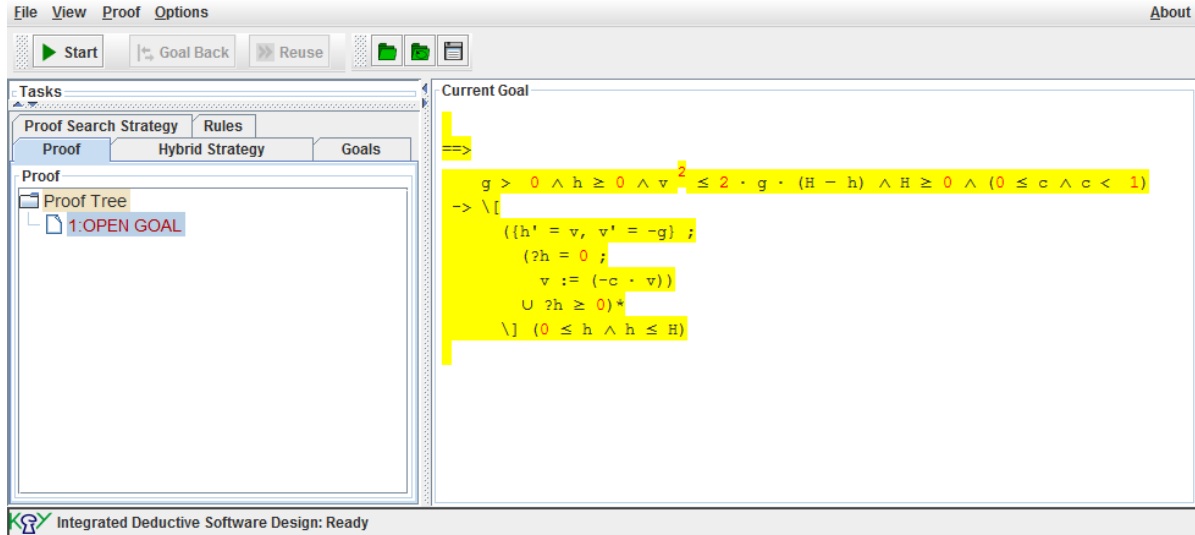 File View Proof Options About
Start Goal Back Reuse
Tasks
Proof Search Strategy Rules
Proof Hybrid Strategy Goals
Proof
Proof Tree
1:OPEN GOAL
Current Goal
==>
g > 0 ∧ h ≥ 0 ∧ v² ≤ 2 · g · (H − h) ∧ H ≥ 0 ∧ (0 ≤ c ∧ c < 1)
-> \[
({h' = v, v' = -g} ;
(?h = 0 ;
v := (-c · v))
∪ ?h ≥ 0)*
\] (0 ≤ h ∧ h ≤ H)
KeY Integrated Deductive Software Design: Ready